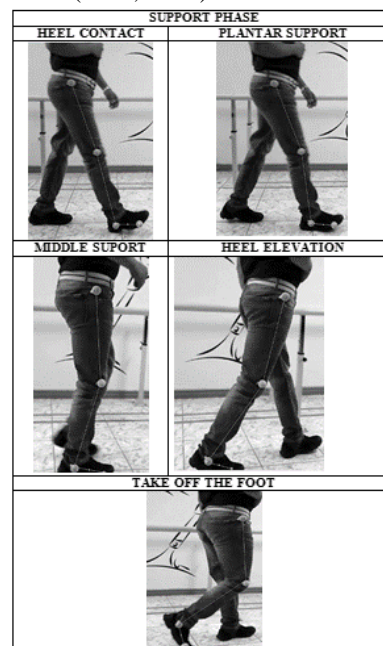 SUPPORT PHASE
HEEL CONTACT PLANTAR SUPPORT
MIDDLE SUPORT HEEL ELEVATION
TAKE OFF THE FOOT